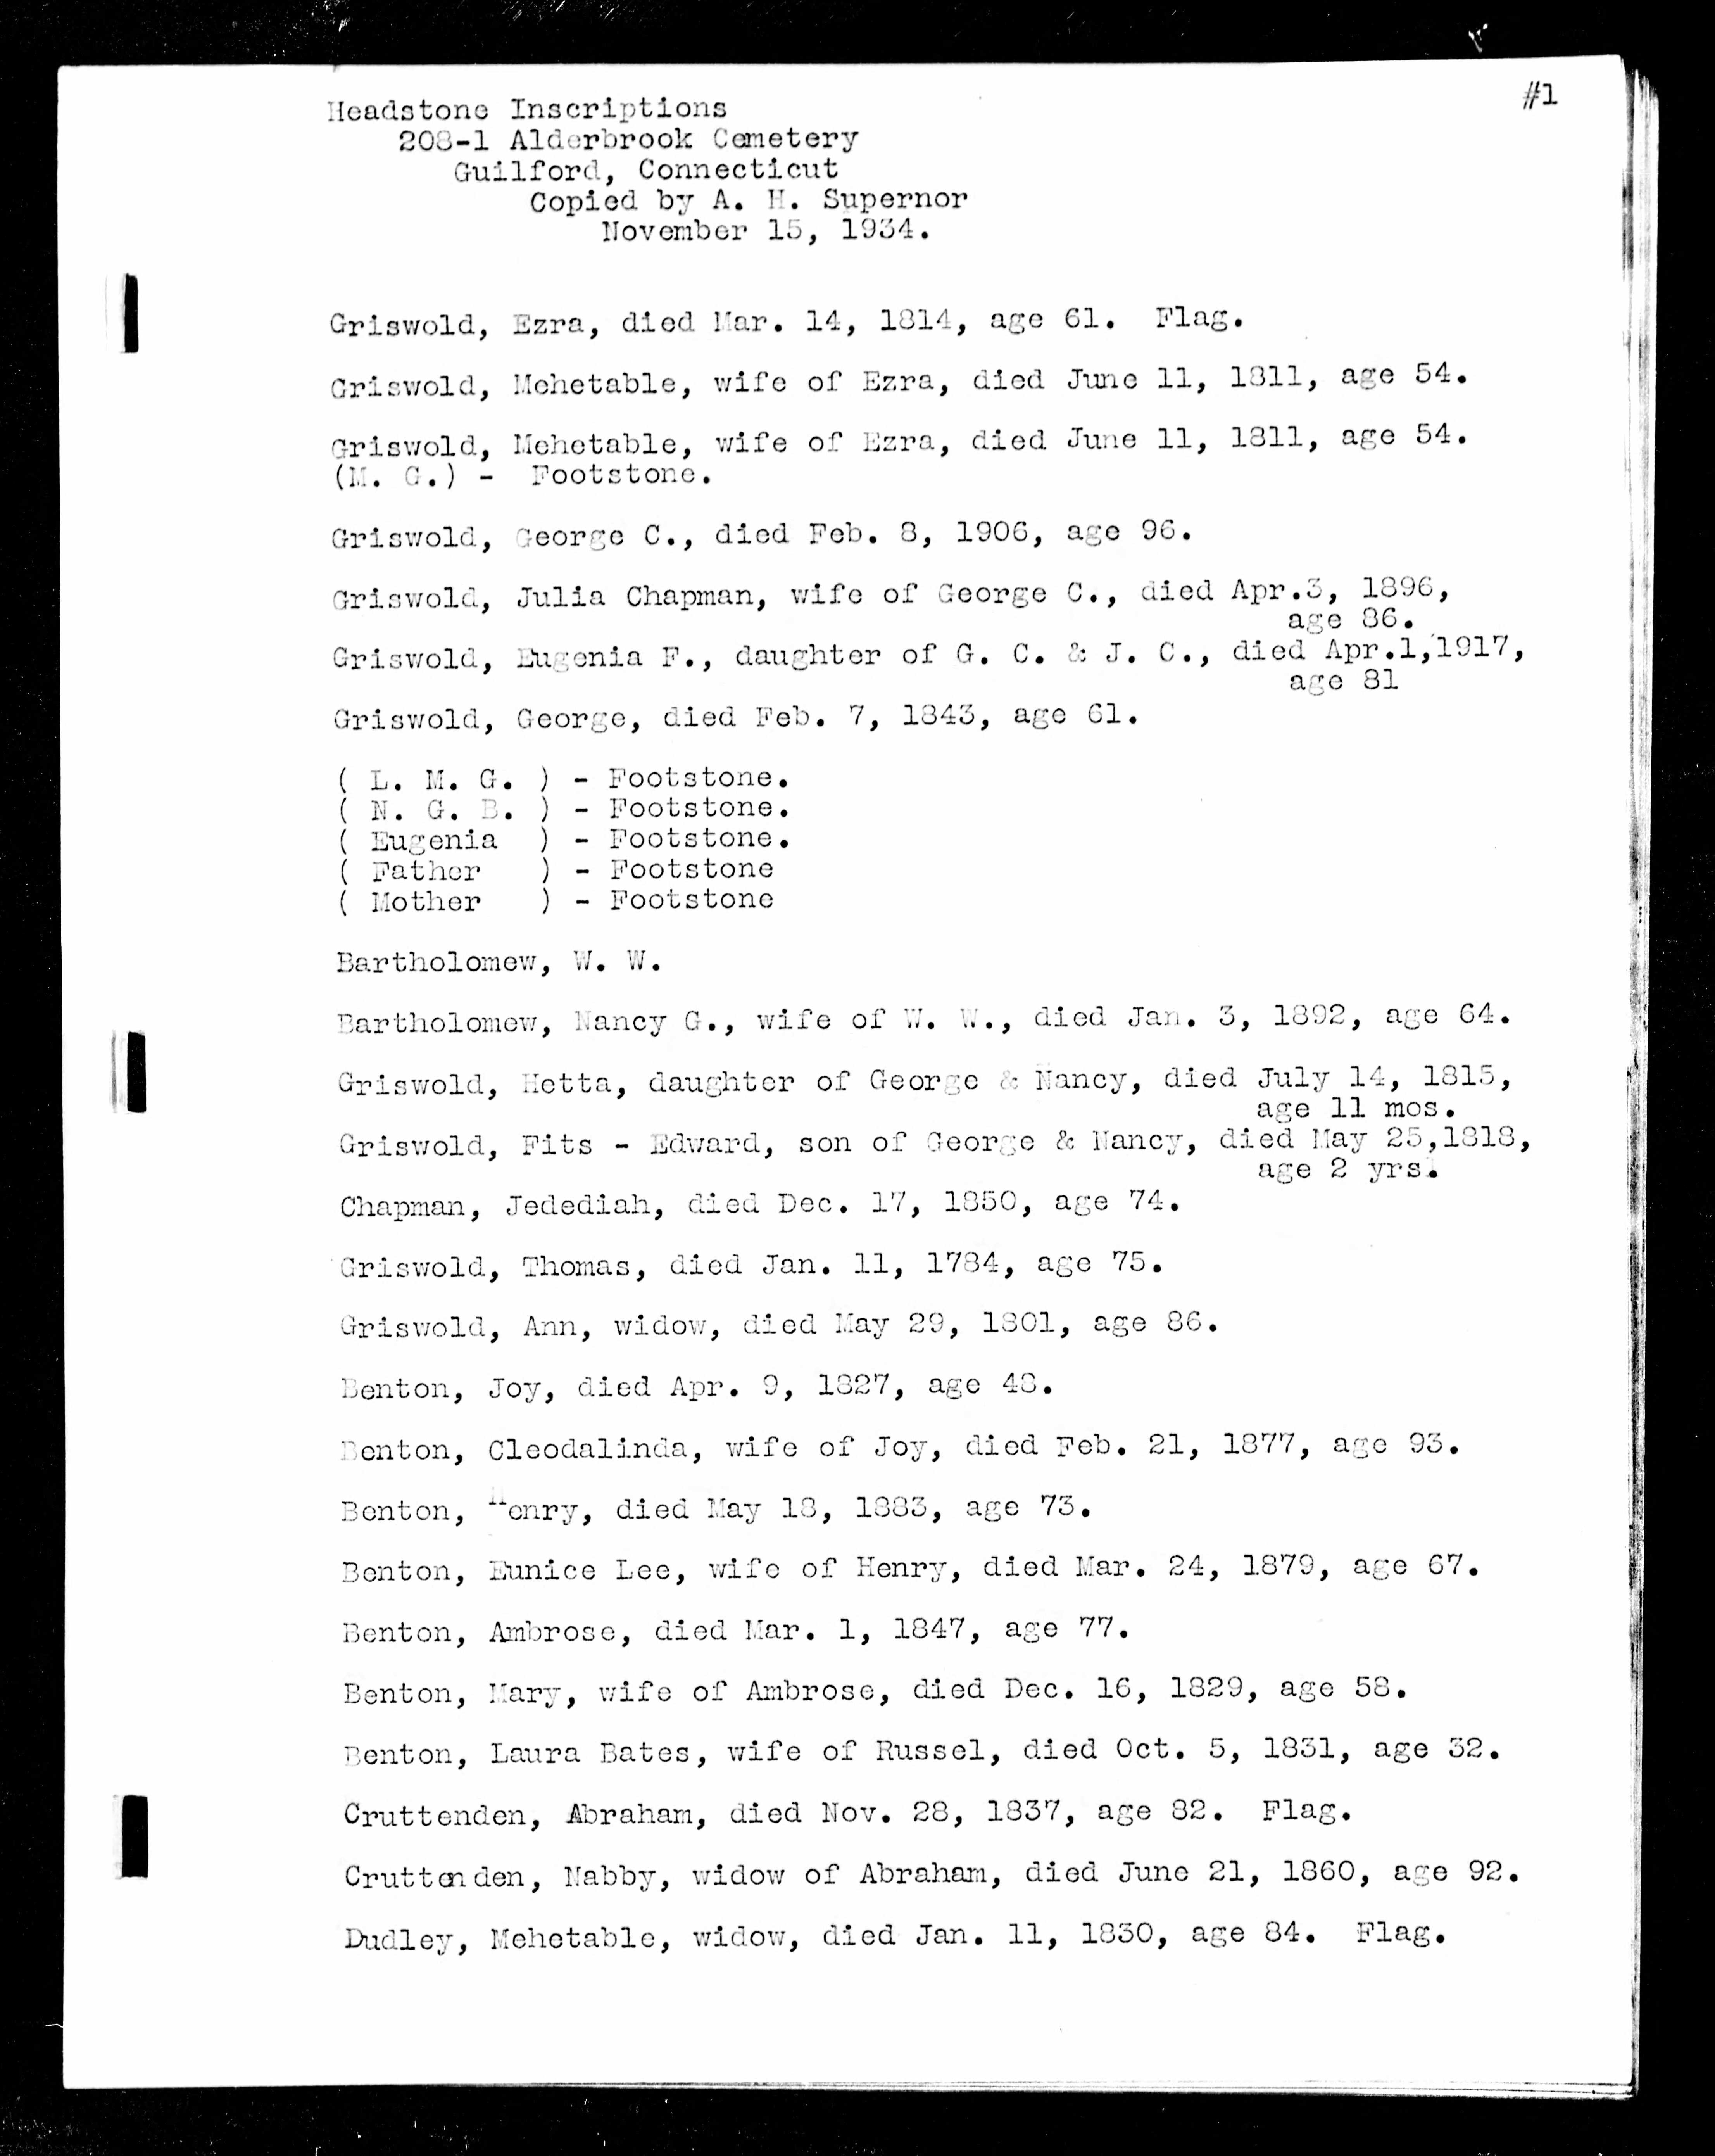 #1
Headstone Inscriptions
208-1 Alderbrook Cemetery
Guilford, Connecticut
Copied by A. H. Supernor
November 15, 1934.
Griswold, Ezra, died Mar. 14, 1814, age 61. Flag.
Griswold, Mehetable, wife of Ezra, died June 11, 1811, age 54.
Griswold, Mehetable, wife of Ezra, died June 11, 1811, age 54.
(M. G.) - Footstone.
Griswold, George C., died Feb. 8, 1906, age 96.
Griswold, Julia Chapman, wife of George C., died Apr.3, 1896,
age 86.
Griswold, Eugenia F., daughter of G. C. & J. C., died Apr.1,1917,
age 81
Griswold, George, died Feb. 7, 1843, age 61.
( L. M. G. ) - Footstone.
( N. G. B. ) - Footstone.
( Eugenia ) - Footstone.
( Father ) - Footstone
( Mother ) - Footstone
Bartholomew, W. W.
Bartholomew, Nancy G., wife of W. W., died Jan. 3, 1892, age 64.
Griswold, Hetta, daughter of George & Nancy, died July 14, 1815,
age 11 mos.
Griswold, Fits - Edward, son of George & Nancy, died May 25,1818,
age 2 yrs.
Chapman, Jedediah, died Dec. 17, 1850, age 74.
Griswold, Thomas, died Jan. 11, 1784, age 75.
Griswold, Ann, widow, died May 29, 1801, age 86.
Benton, Joy, died Apr. 9, 1827, age 48.
Benton, Cleodalinda, wife of Joy, died Feb. 21, 1877, age 93.
Benton, Henry, died May 18, 1883, age 73.
Benton, Eunice Lee, wife of Henry, died Mar. 24, 1879, age 67.
Benton, Ambrose, died Mar. 1, 1847, age 77.
Benton, Mary, wife of Ambrose, died Dec. 16, 1829, age 58.
Benton, Laura Bates, wife of Russel, died Oct. 5, 1831, age 32.
Cruttenden, Abraham, died Nov. 28, 1837, age 82. Flag.
Cruttenden, Nabby, widow of Abraham, died June 21, 1860, age 92.
Dudley, Mehetable, widow, died Jan. 11, 1830, age 84. Flag.